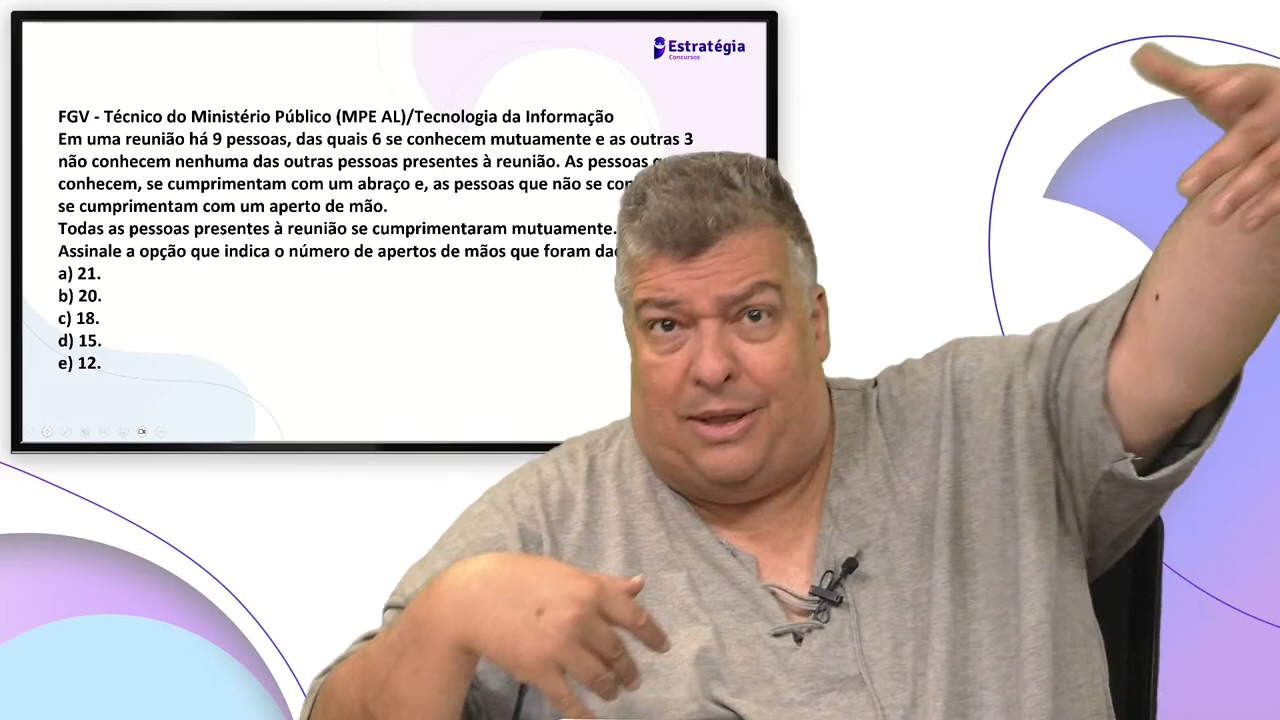 Estratégia
Concursos
FGV - Técnico do Ministério Público (MPE AL)/Tecnologia da Informação
Em uma reunião há 9 pessoas, das quais 6 se conhecem mutuamente e as outras 3
não conhecem nenhuma das outras pessoas presentes à reunião. As pessoas
conhecem, se cumprimentam com um abraço e, as pessoas que não se
se cumprimentam com um aperto de mão.
Todas as pessoas presentes à reunião se cumprimentaram mutuamente.
Assinale a opção que indica o número de apertos de mãos que foram
a) 21.
b) 20.
c) 18.
d) 15.
e) 12.